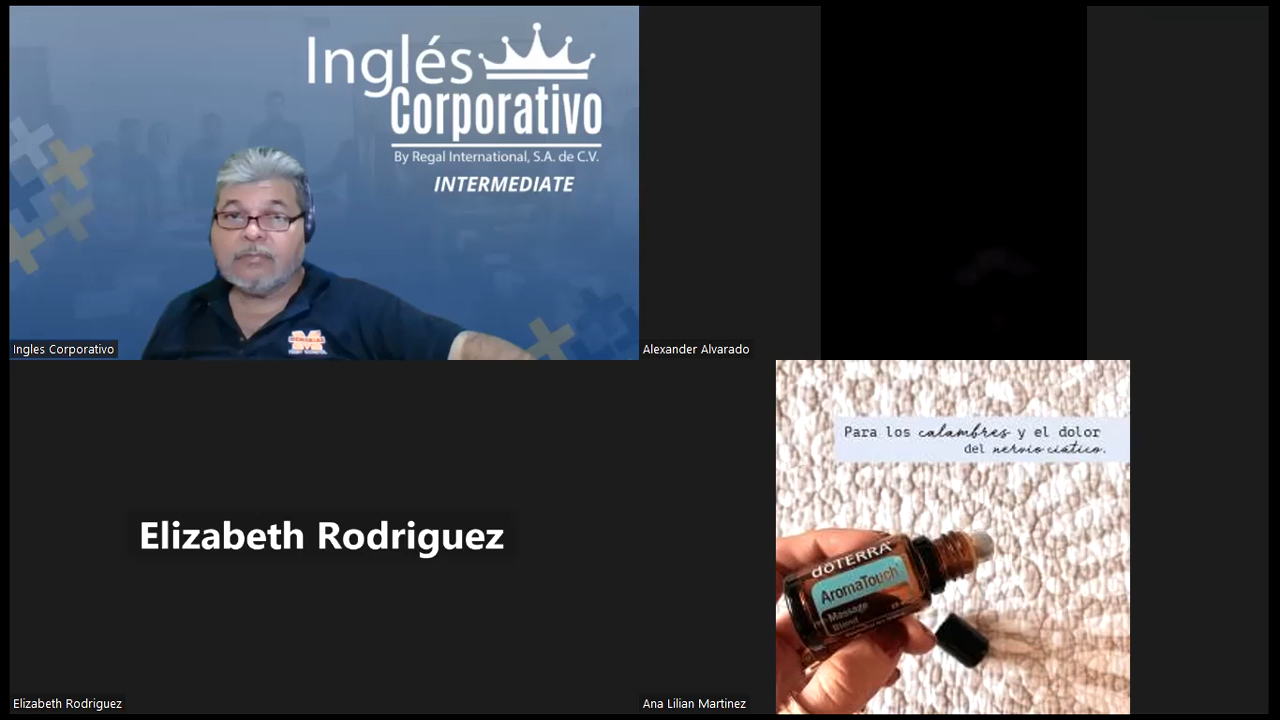 Inglés
Corporativo
By Regal International, S.A. de C.V.
INTERMEDIATE
Ingles Corporativo
Alexander Alvarado
Elizabeth Rodriguez
Elizabeth Rodriguez
Para los calambres y el dolor
del nervio ciático.
doTERRA
AromaTouch
Massage
Blend
Ana Lilian Martinez